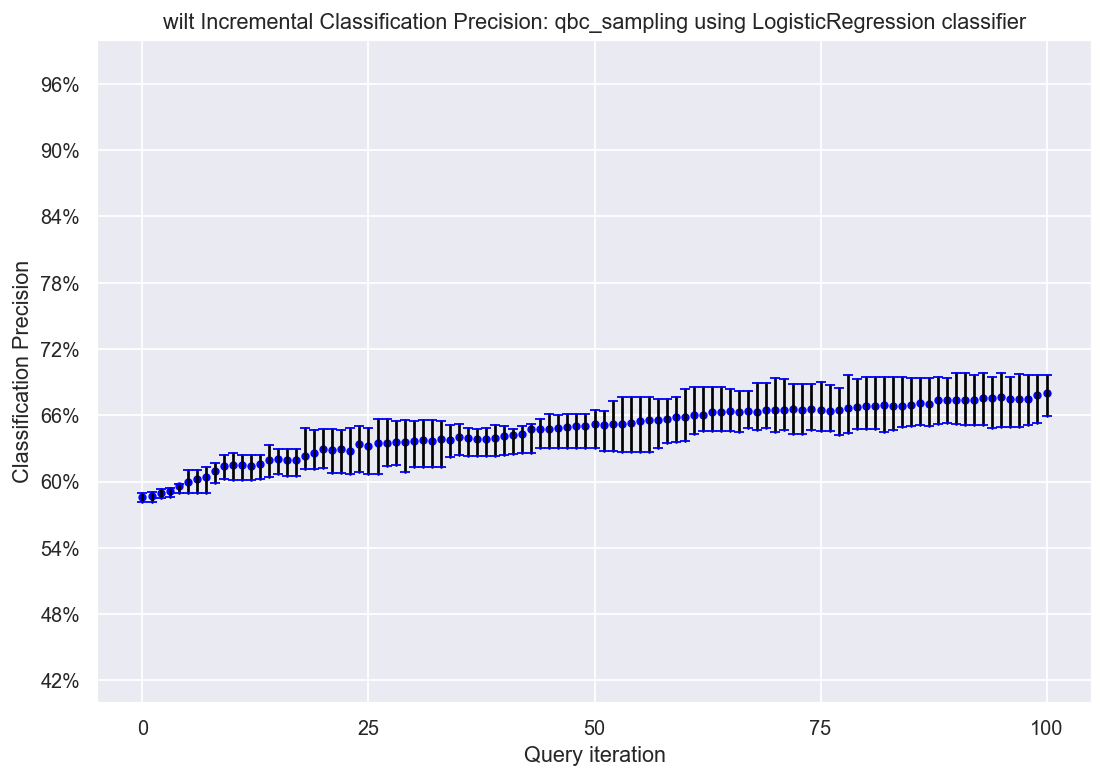 wilt Incremental Classification Precision: qbc_sampling using LogisticRegression classifier
96%
90%
84%
78%
72%
66%
60%
54%
48%
42%
Classification Precision
0 25 50 75 100
Query iteration